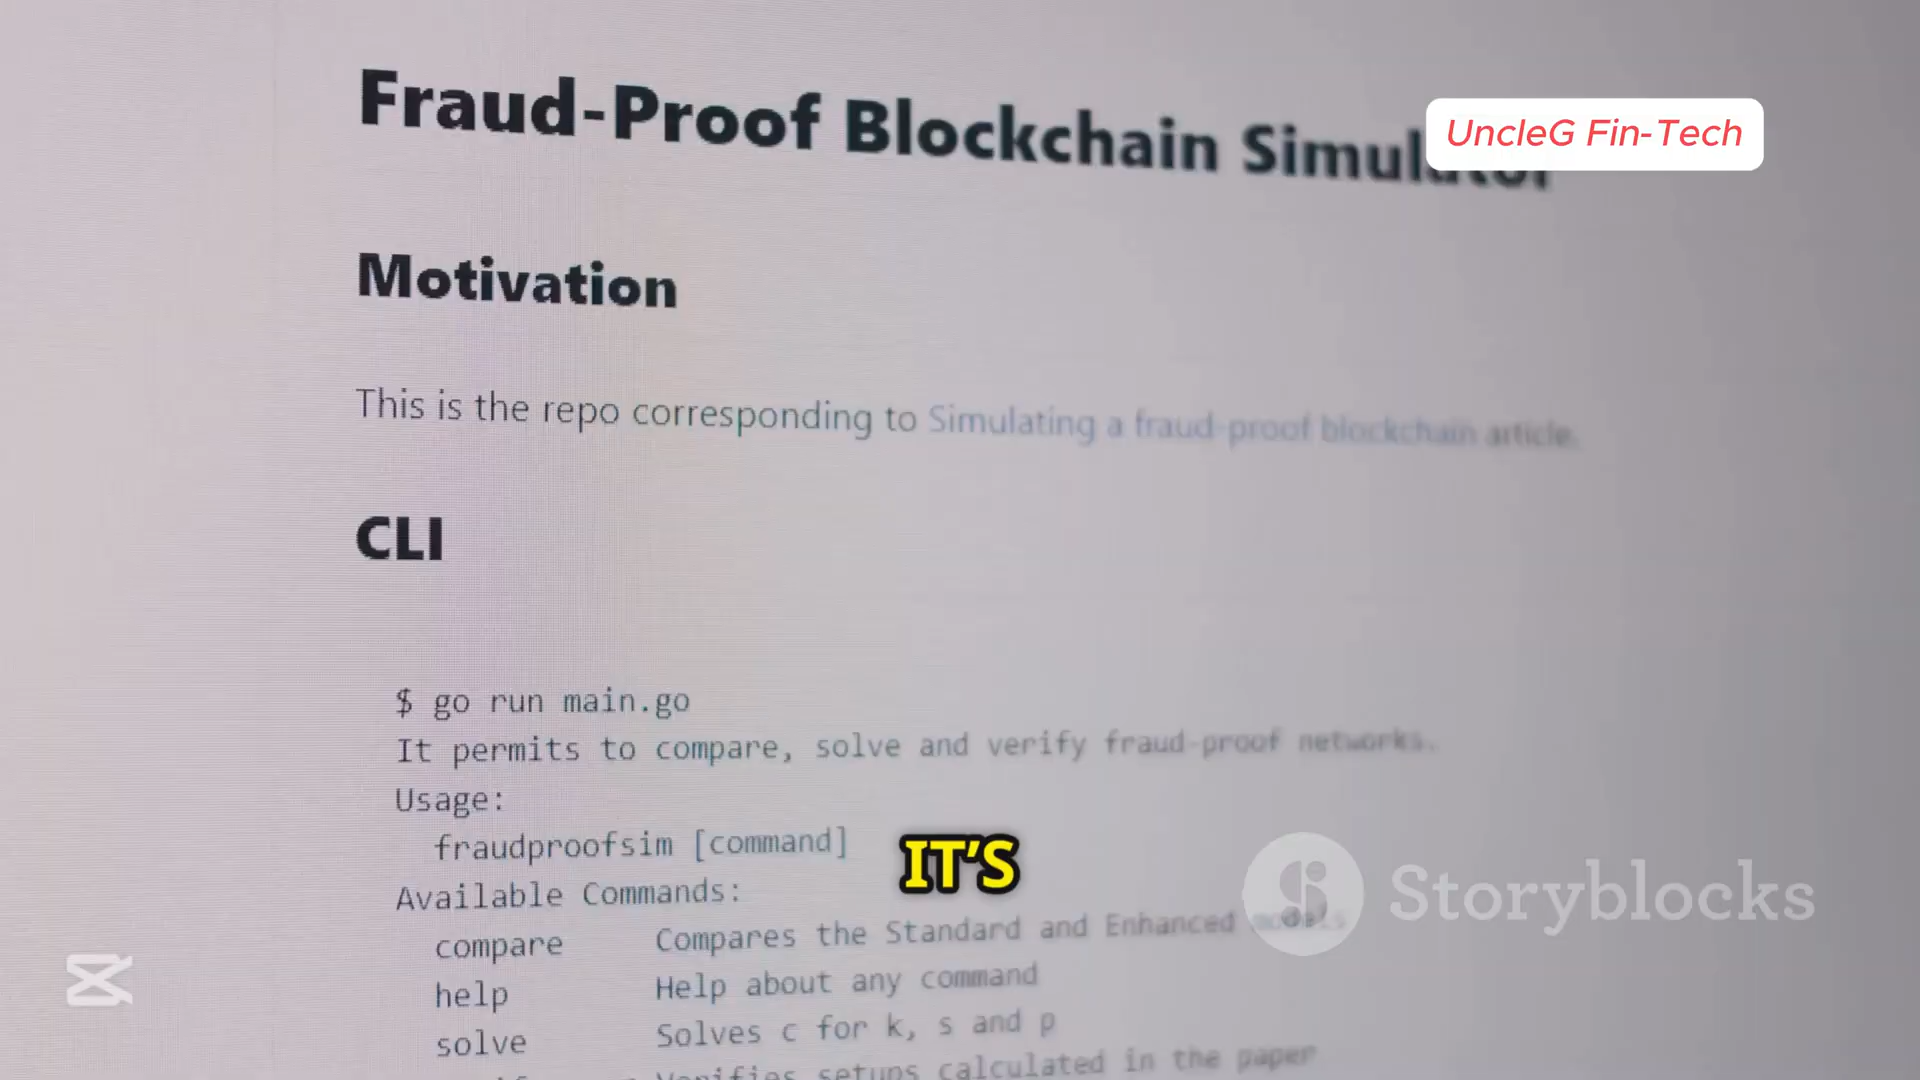 Fraud-Proof Blockchain Simulator
UncleG Fin-Tech
Motivation
This is the repo corresponding to Simulating a fraud-proof blockchain article.
CLI
$ go run main.go
It permits to compare, solve and verify fraud-proof networks.
Usage:
fraudproofsim [command]
IT'S
Storyblocks
Available Commands:
compare Compares the Standard and Enhanced models
help Help about any command
solve Solves c for k, s and p
Verifies setups calculated in the paper